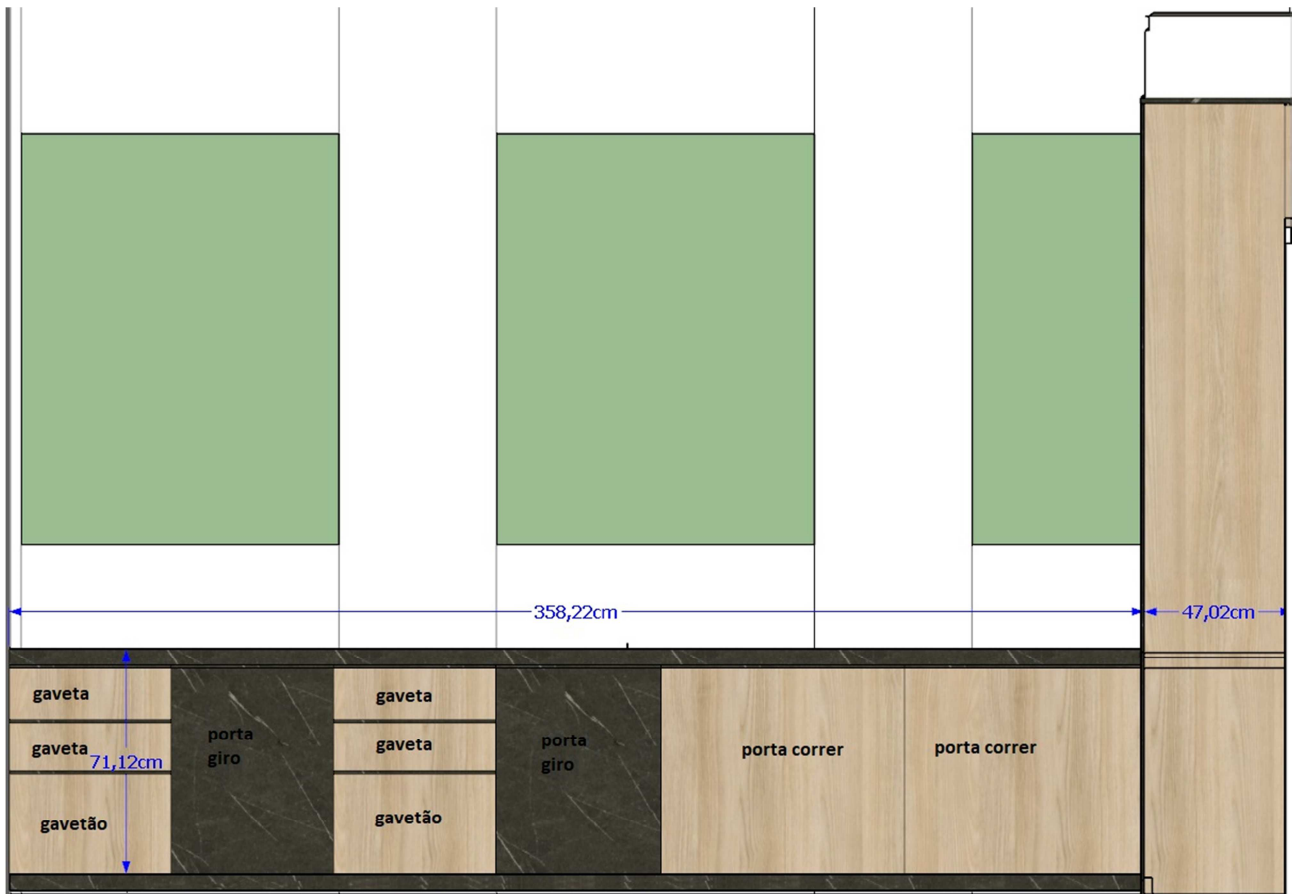 358,22cm
47,02cm
gaveta
gaveta
gavetão
71,12cm
porta
giro
gaveta
gaveta
gavetão
porta
giro
porta correr
porta correr